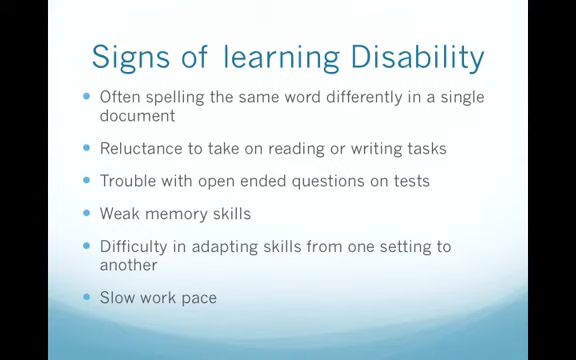 Signs of learning Disability
• Often spelling the same word differently in a single
document
• Reluctance to take on reading or writing tasks
• Trouble with open ended questions on tests
• Weak memory skills
• Difficulty in adapting skills from one setting to
another
• Slow work pace